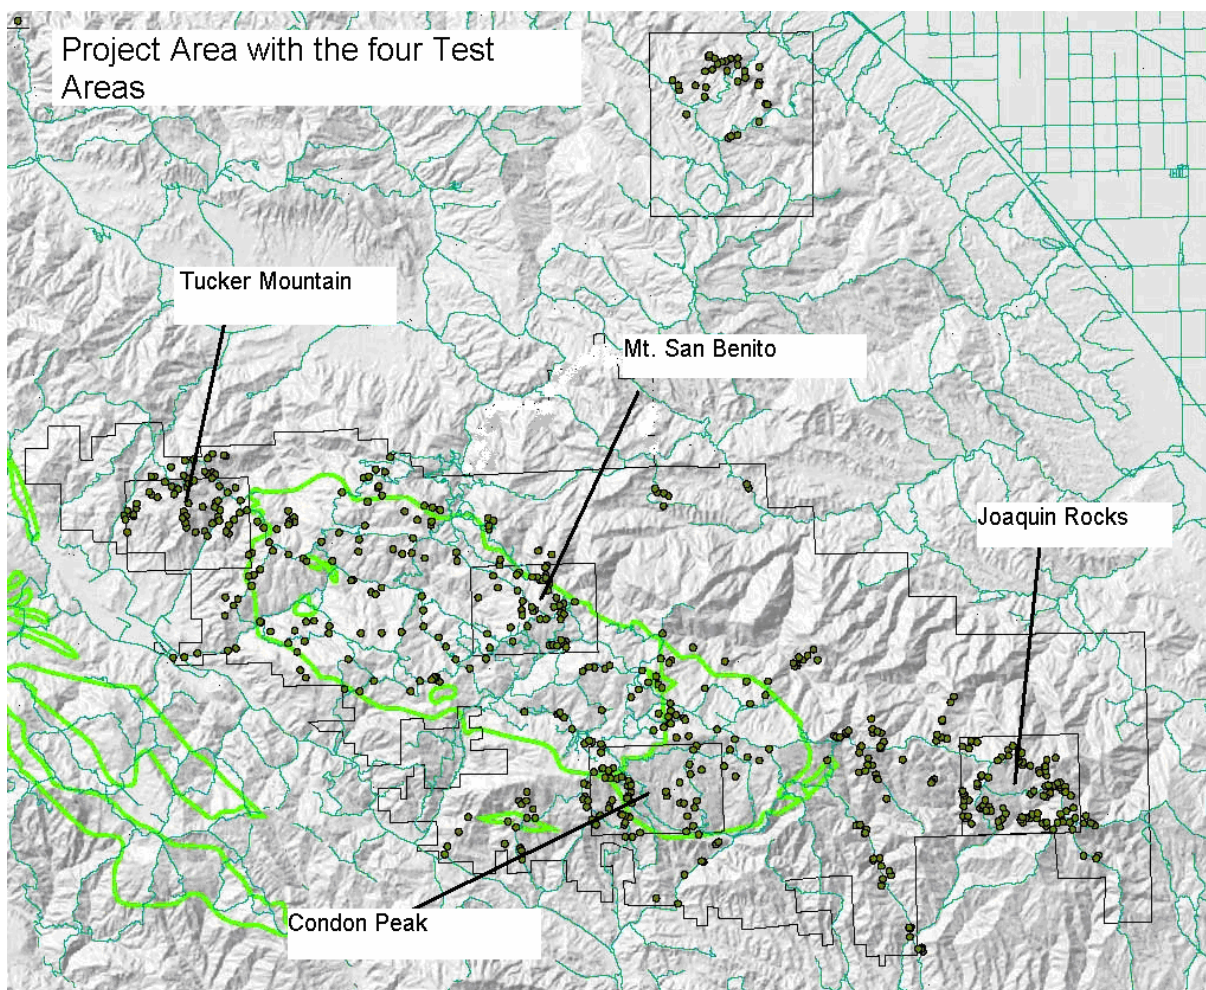 Project Area with the four Test
Areas
Tucker Mountain
Mt. San Benito
Joaquin Rocks
Condon Peak